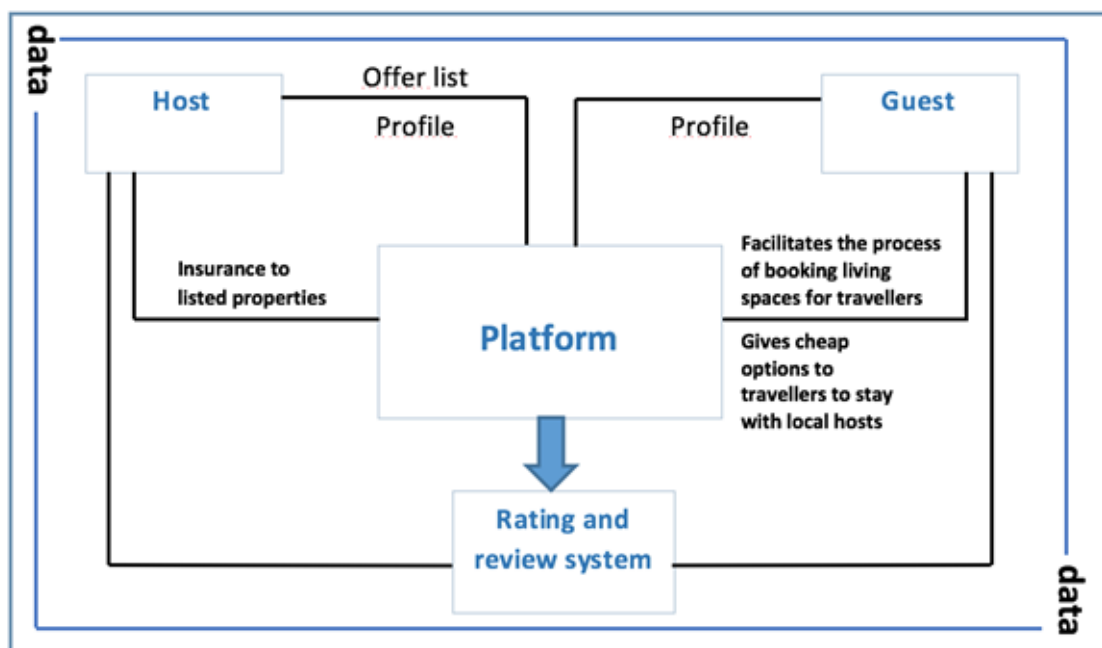 data
Host
Offer list
Profile
Guest
Profile
Insurance to
listed properties
Platform
Facilitates the process
of booking living
spaces for travellers
Gives cheap
options to
travellers to stay
with local hosts
Rating and
review system
data